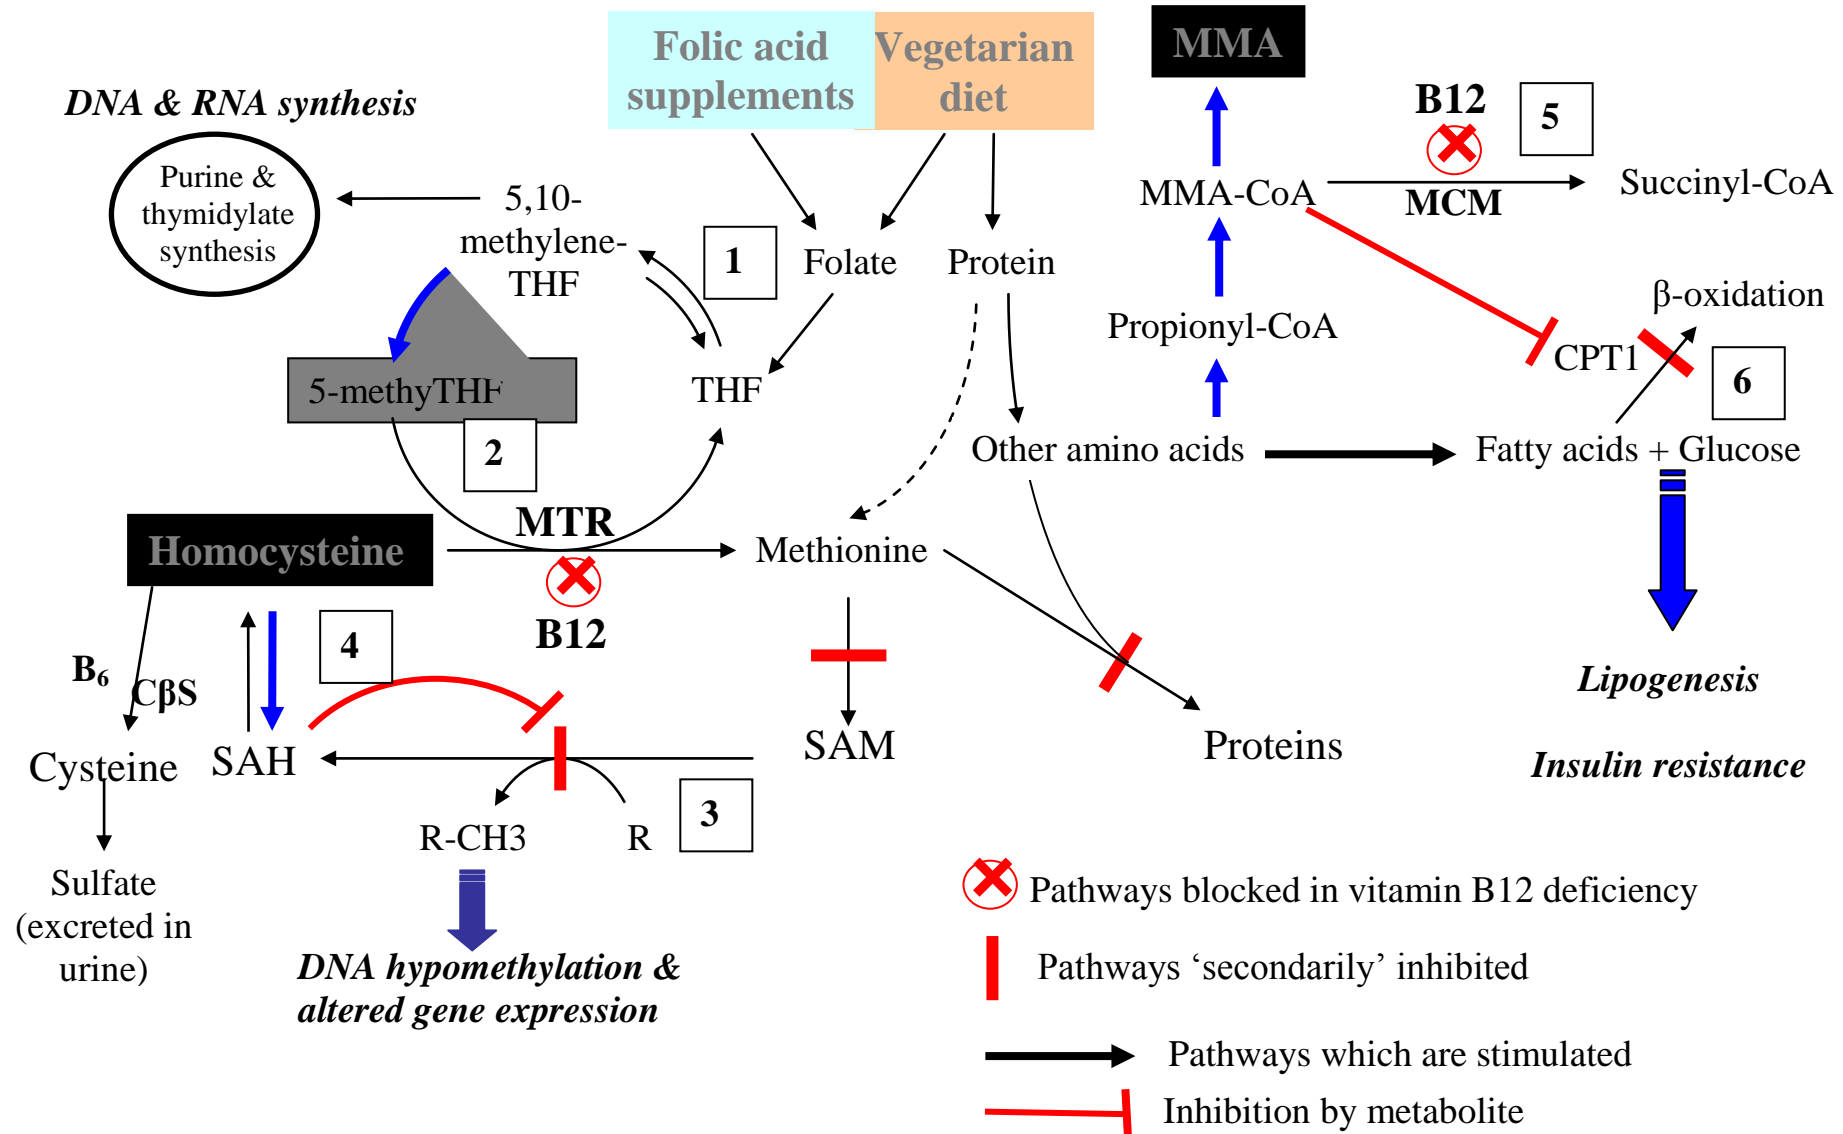 Folic acid
supplements
Vegetarian
diet
MMA
DNA & RNA synthesis
B12
5
Purine &
thymidylate
synthesis
5,10-
methylene-
THF
MMA-CoA
MCM
Succinyl-CoA
1
Folate
Protein
β-oxidation
Propionyl-CoA
CPT1
6
5-methyTHF
THF
2
Other amino acids
Fatty acids + Glucose
MTR
Homocysteine
Methionine
B12
4
B6
CβS
Lipogenesis
Cysteine
SAH
SAM
Proteins
Insulin resistance
3
R-CH3
R
Sulfate
(excreted in
urine)
DNA hypomethylation &
altered gene expression
Pathways blocked in vitamin B12 deficiency
Pathways ‘secondarily’ inhibited
Pathways which are stimulated
Inhibition by metabolite